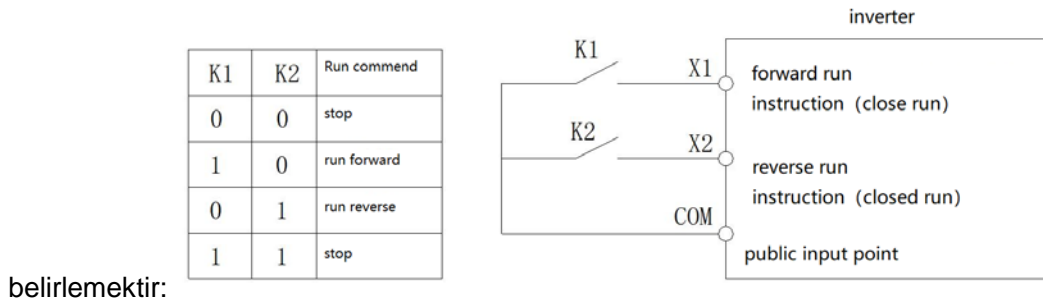 inverter
K1 K2 Run commend
0 0 stop
1 0 run forward
0 1 run reverse
1 1 stop
K1
X1
forward run
instruction (close run)
K2
X2
reverse run
instruction (closed run)
COM
public input point
belirlemektir: